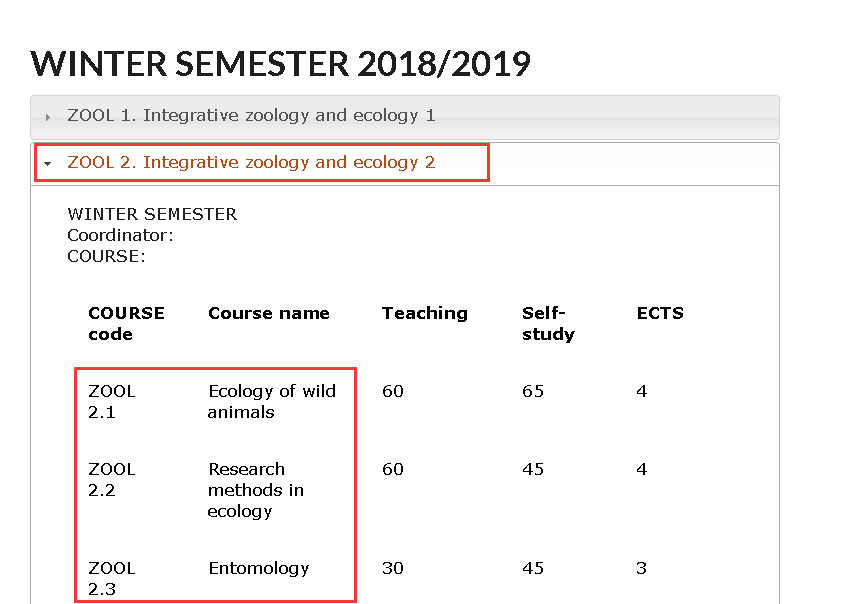 WINTER SEMESTER 2018/2019
ZOOL 1. Integrative zoology and ecology 1
ZOOL 2. Integrative zoology and ecology 2
WINTER SEMESTER
Coordinator:
COURSE:
COURSE code Course name Teaching Self-study ECTS
ZOOL 2.1 Ecology of wild animals 60 65 4
ZOOL 2.2 Research methods in ecology 60 45 4
ZOOL 2.3 Entomology 30 45 3